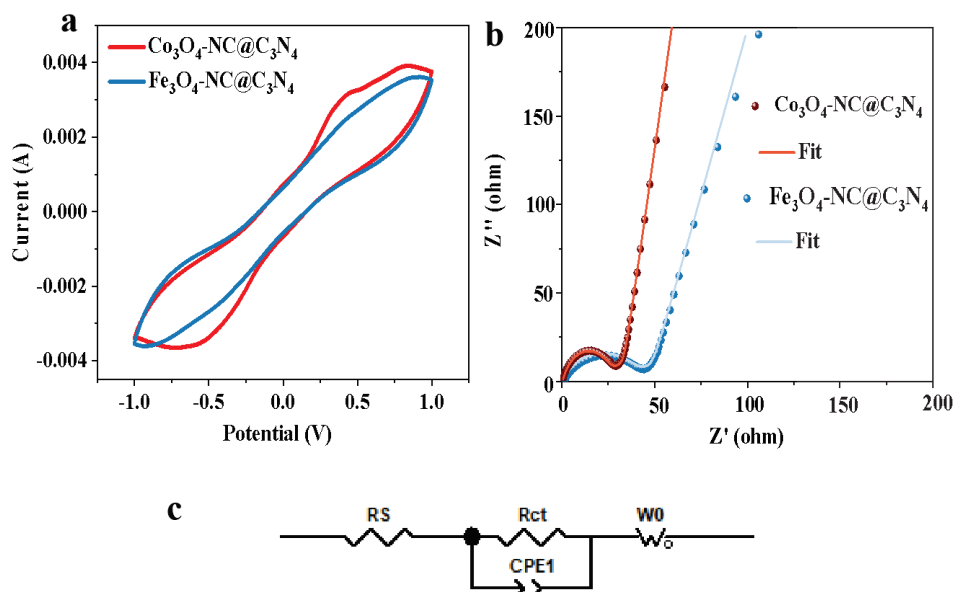 a
Co₃O₄-NC@C₃N₄
Fe₃O₄-NC@C₃N₄
0.004
0.002
0.000
-0.002
-0.004
Current (A)
-1.0 -0.5 0.0 0.5 1.0
Potential (V)
b
200
150
100
50
0
Z'' (ohm)
Co₃O₄-NC@C₃N₄
Fit
Fe₃O₄-NC@C₃N₄
Fit
0 50 100 150 200
Z' (ohm)
c
RS Rct W0
CPE1